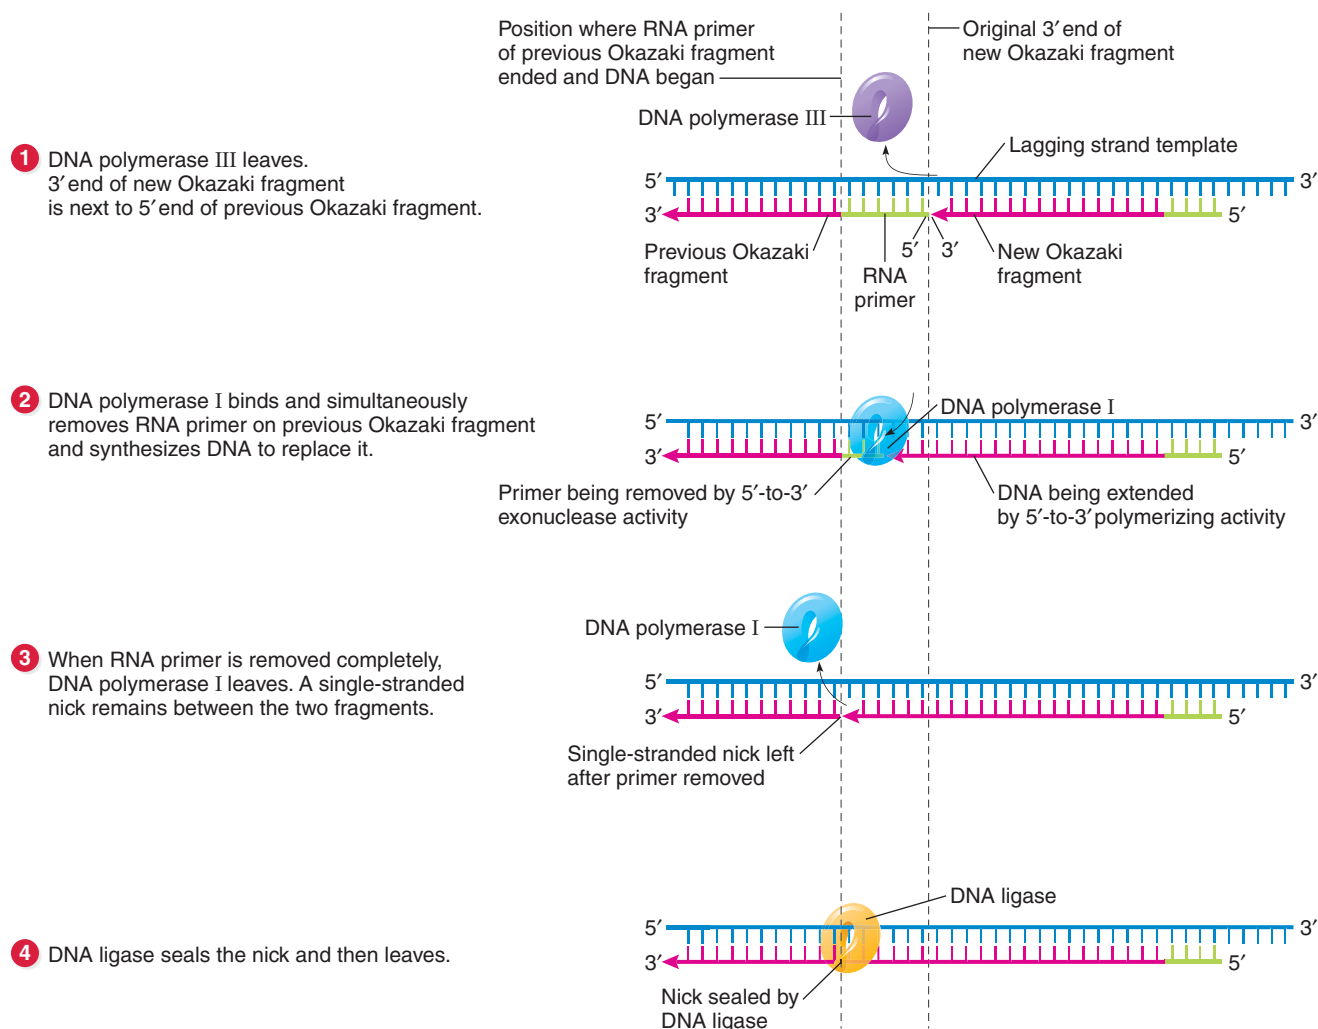 Position where RNA primer
of previous Okazaki fragment
ended and DNA began
Original 3′ end of
new Okazaki fragment
DNA polymerase III
1 DNA polymerase III leaves.
3′ end of new Okazaki fragment
is next to 5′ end of previous Okazaki fragment.
Lagging strand template
5′ 3′
3′ 5′
Previous Okazaki
fragment
5′ 3′
RNA
primer
New Okazaki
fragment
2 DNA polymerase I binds and simultaneously
removes RNA primer on previous Okazaki fragment
and synthesizes DNA to replace it.
DNA polymerase I
5′ 3′
3′ 5′
Primer being removed by 5′-to-3′
exonuclease activity
DNA being extended
by 5′-to-3′ polymerizing activity
DNA polymerase I
3 When RNA primer is removed completely,
DNA polymerase I leaves. A single-stranded
nick remains between the two fragments.
5′ 3′
3′ 5′
Single-stranded nick left
after primer removed
DNA ligase
4 DNA ligase seals the nick and then leaves.
5′ 3′
3′ 5′
Nick sealed by
DNA ligase